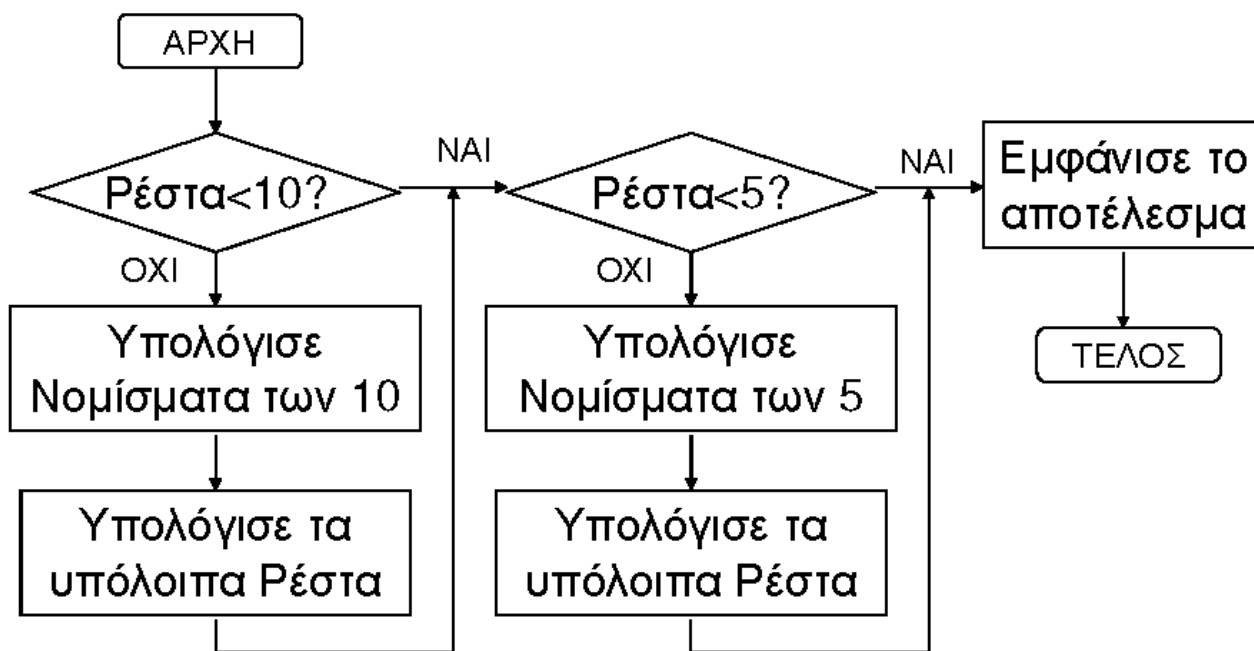 ΑΡΧΗ
Ρέστα<10?
ΝΑΙ
ΟΧΙ
Υπολόγισε
Νομίσματα των 10
Υπολόγισε τα
υπόλοιπα Ρέστα
Ρέστα<5?
ΝΑΙ
ΟΧΙ
Υπολόγισε
Νομίσματα των 5
Υπολόγισε τα
υπόλοιπα Ρέστα
Εμφάνισε το
αποτέλεσμα
ΤΕΛΟΣ